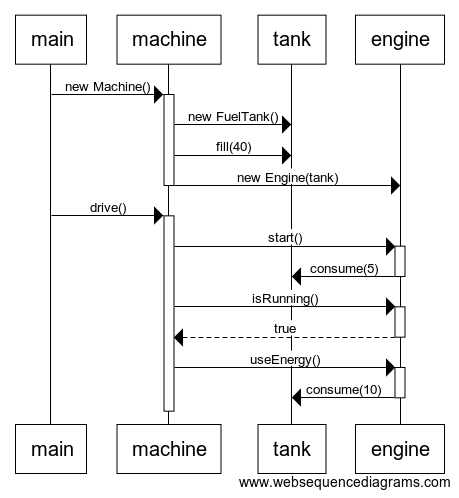 main machine tank engine
new Machine()
new FuelTank()
fill(40)
new Engine(tank)
drive()
start()
consume(5)
isRunning()
true
useEnergy()
consume(10)
main machine tank engine
www.websequencediagrams.com